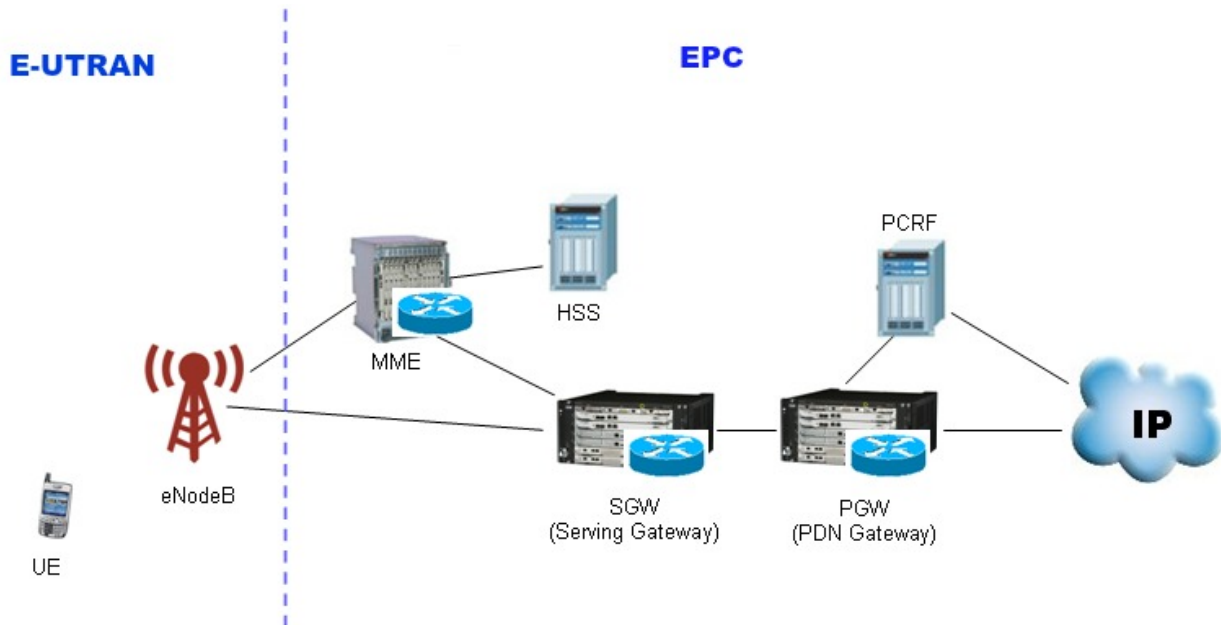 E-UTRAN
EPC
PCRF
HSS
MME
IP
eNodeB
SGW
(Serving Gateway)
PGW
(PDN Gateway)
UE